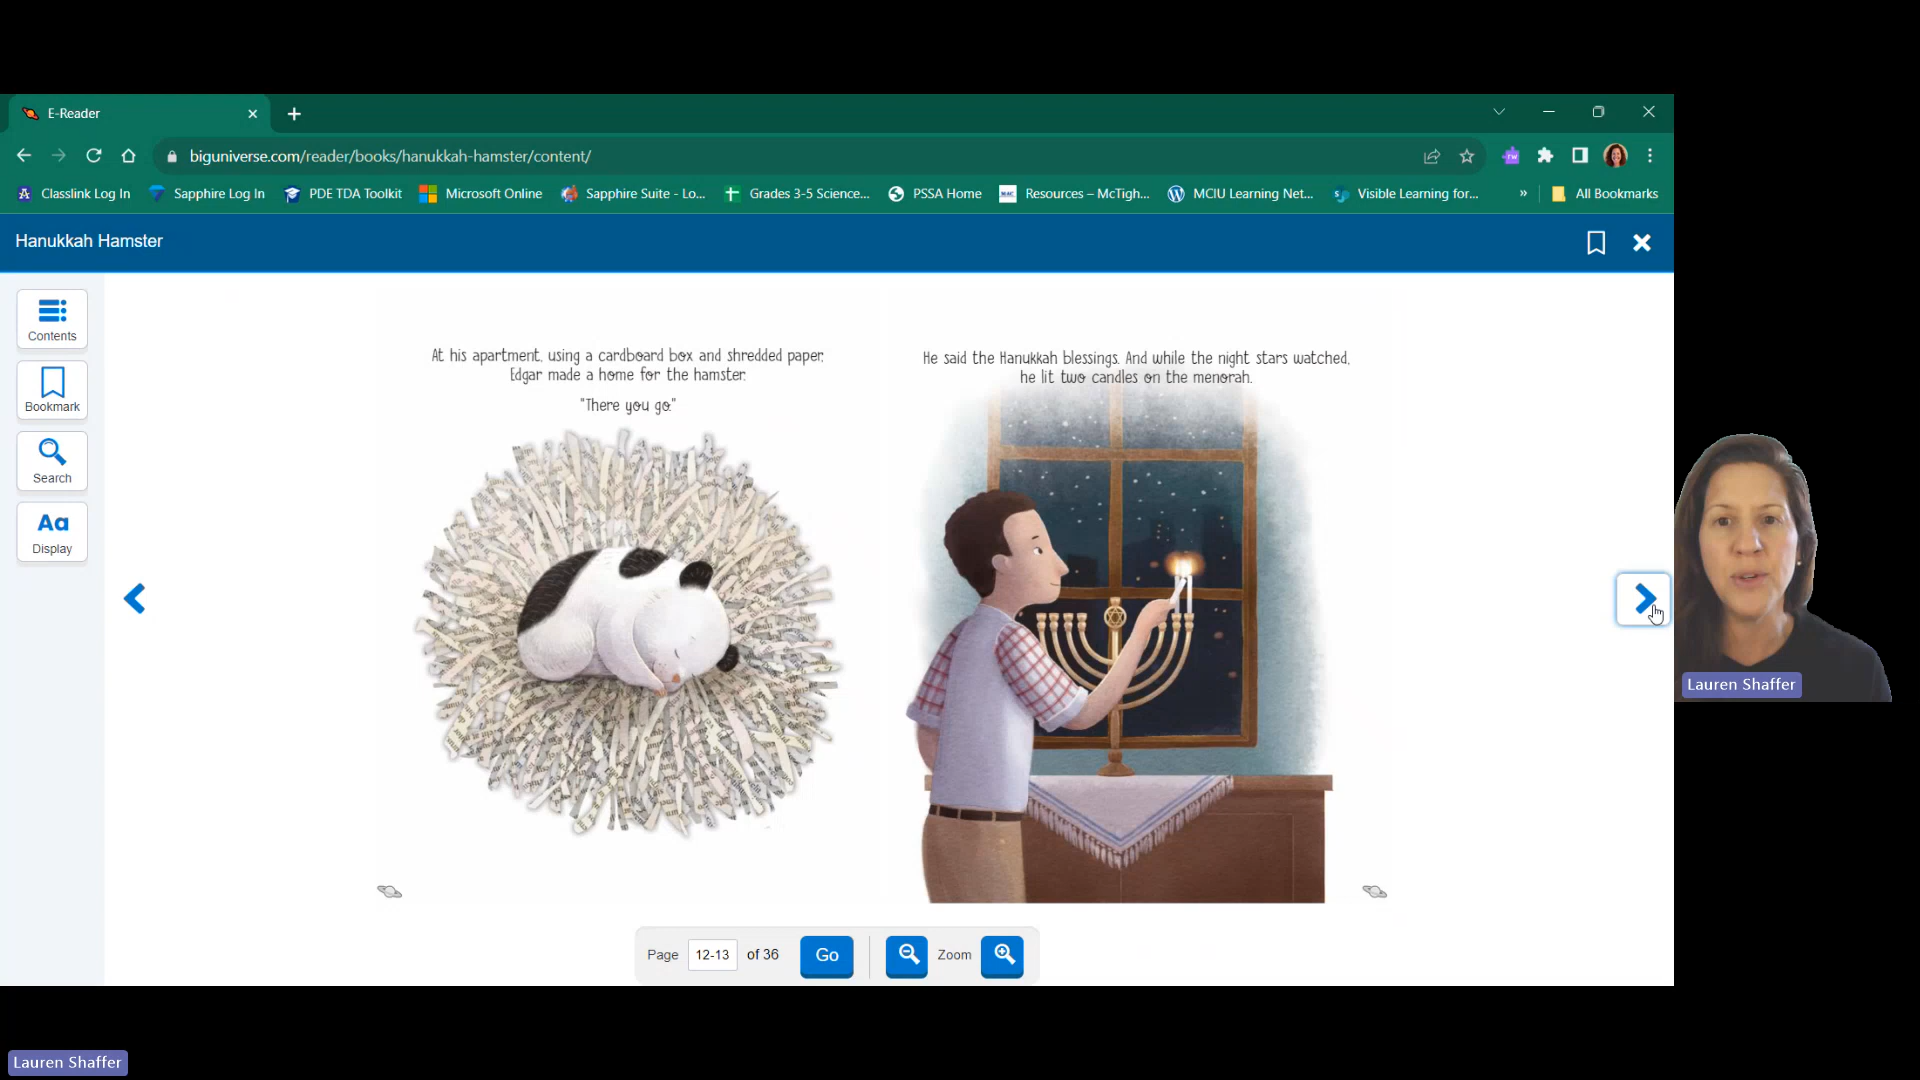 E-Reader
biguniverse.com/reader/books/hanukkah-hamster/content/
Classlink Log In
Sapphire Log In
PDE TDA Toolkit
Microsoft Online
Sapphire Suite - Lo...
Grades 3-5 Science...
PSSA Home
Resources – McTigh...
MCIU Learning Net...
Visible Learning for...
»
All Bookmarks
Hanukkah Hamster
Contents
Bookmark
Search
Aa
Display
At his apartment, using a cardboard box and shredded paper,
Edgar made a home for the hamster.
"There you go."
He said the Hanukkah blessings. And while the night stars watched,
he lit two candles on the menorah.
Page 12-13 of 36 Go Zoom
Lauren Shaffer
Lauren Shaffer